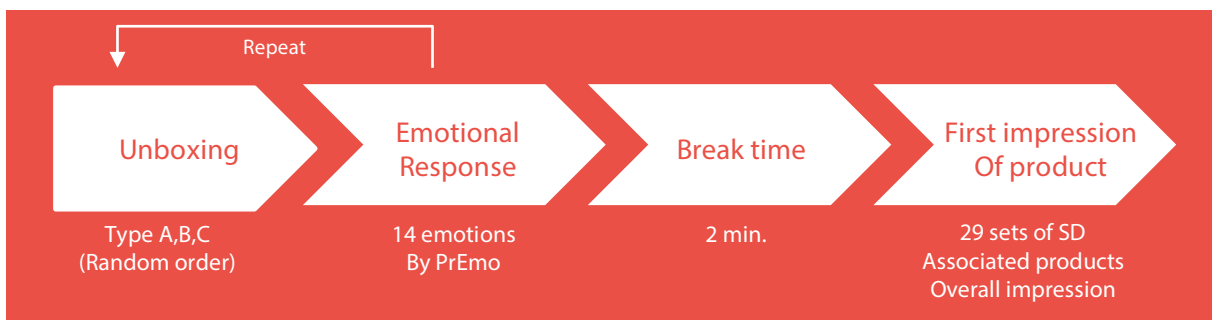 Repeat
Unboxing
Emotional
Response
Break time
First impression
Of product
Type A,B,C
(Random order)
14 emotions
By PrEmo
2 min.
29 sets of SD
Associated products
Overall impression